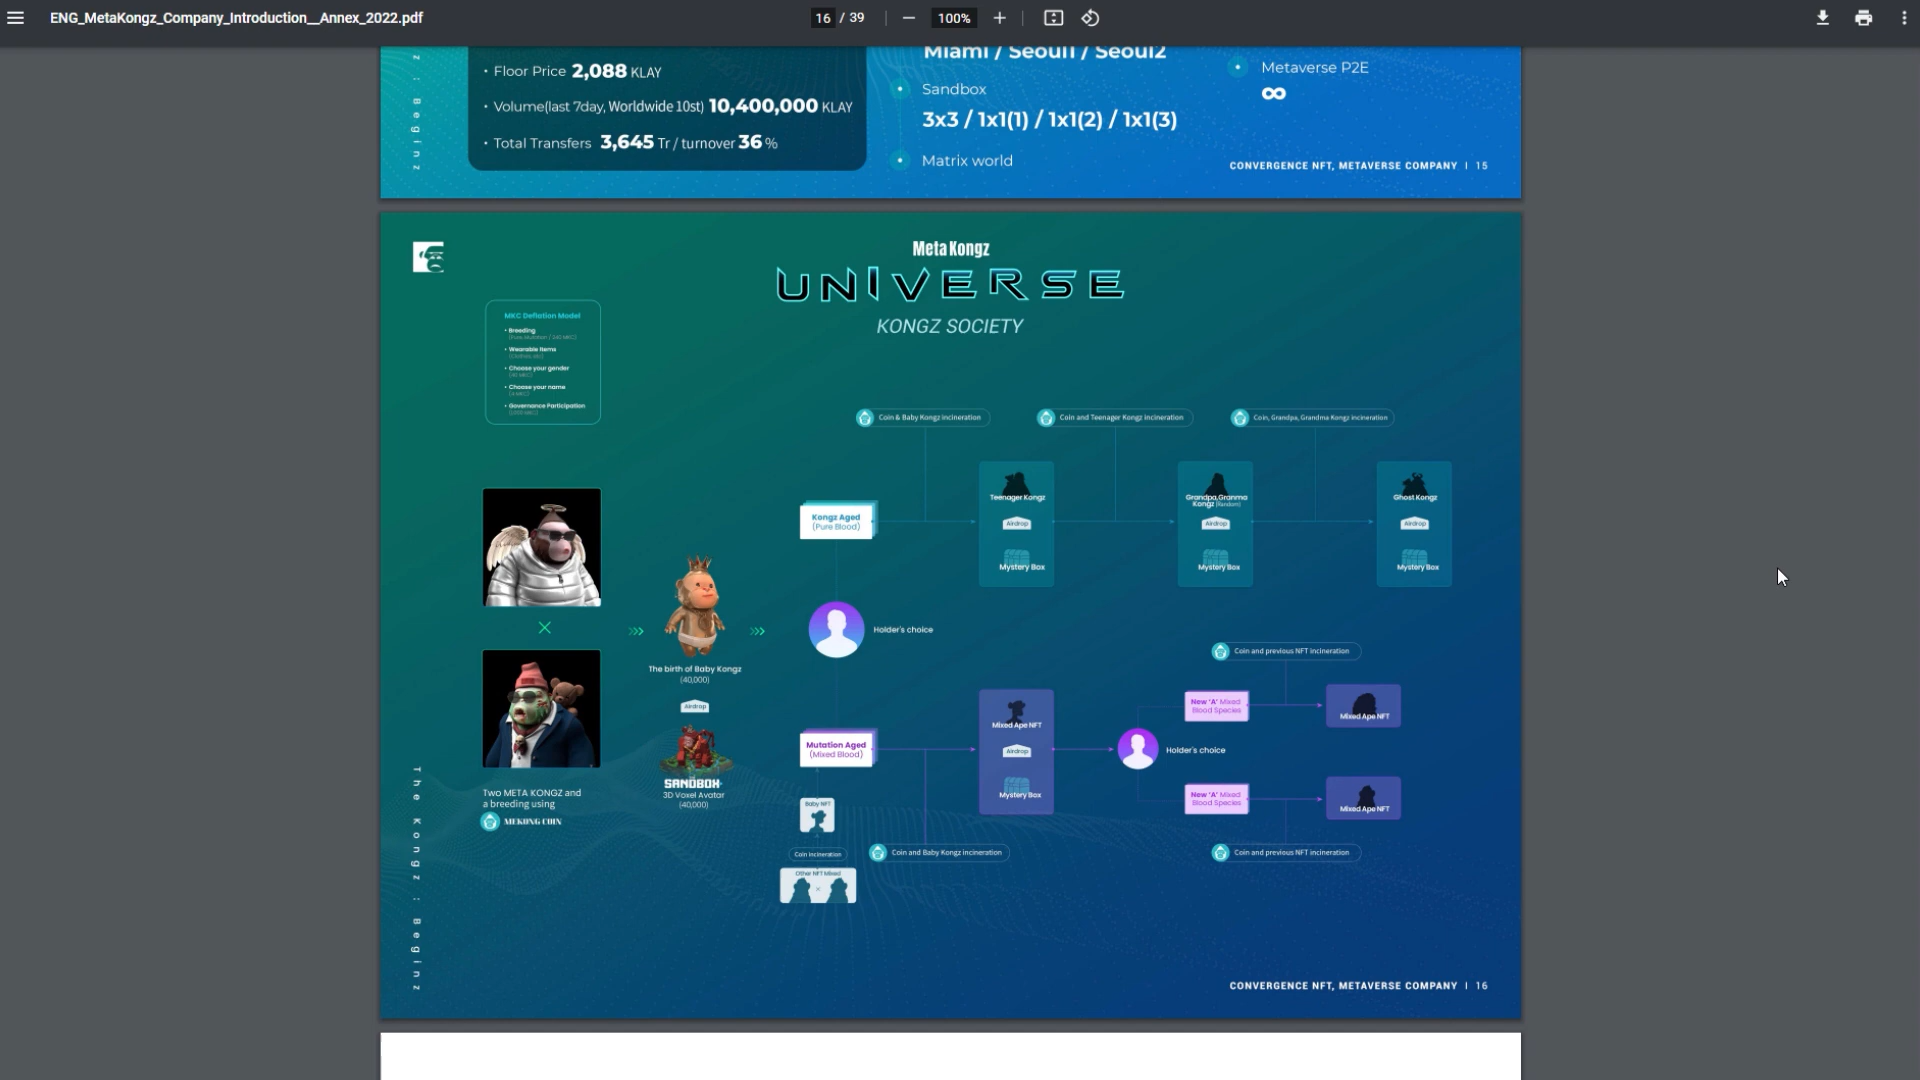 ENG_MetaKongz_Company_Introduction__Annex_2022.pdf
16 / 39
100%
z : Beginz
• Floor Price 2,088 KLAY
• Volume(last 7day, Worldwide 10st) 10,400,000 KLAY
• Total Transfers 3,645 Tr / turnover 36 %
Miami / Seoul1 / Seoul2
Sandbox
3x3 / 1x1(1) / 1x1(2) / 1x1(3)
Matrix world
Metaverse P2E
∞
CONVERGENCE NFT, METAVERSE COMPANY | 15
Meta Kongz
UNIVERSE
KONGZ SOCIETY
MKC Deflation Model
• Breeding
• Wearable Items
• Choose your gender
• Choose your name
• Governance Participation
Coin & Baby Kongz incineration
Coin and Teenager Kongz incineration
Coin, Grandpa, Grandma Kongz incineration
Kongz Aged
(Pure Blood)
Teenager Kongz
Airdrop
Mystery Box
Grandpa,Granma
Kongz (Random)
Airdrop
Mystery Box
Ghost Kongz
Airdrop
Mystery Box
Holder's choice
The birth of Baby Kongz
(40,000)
Airdrop
SANDBOX
3D Voxel Avatar
(40,000)
Two META KONGZ and
a breeding using
MEKONG COIN
Mutation Aged
(Mixed Blood)
Baby NFT
Coin incineration
Other NFT Mixed
×
Coin and Baby Kongz incineration
Mixed Ape NFT
Airdrop
Mystery Box
Holder's choice
Coin and previous NFT incineration
New 'A' Mixed
Blood Species
Mixed Ape NFT
New 'A' Mixed
Blood Species
Mixed Ape NFT
Coin and previous NFT incineration
The Kongz : Beginz
CONVERGENCE NFT, METAVERSE COMPANY | 16